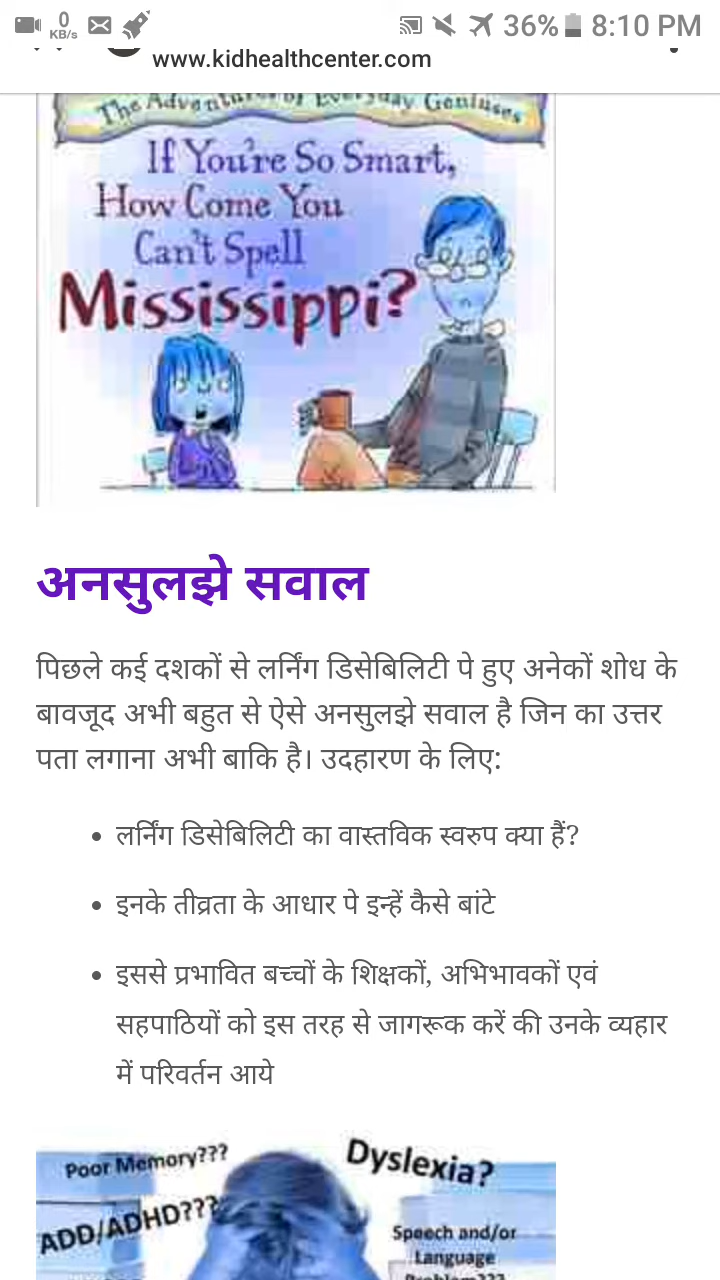 0
KB/s
36% 8:10 PM
www.kidhealthcenter.com
The Adventures of Everyday Geniuses
If You're So Smart,
How Come You
Can't Spell
Mississippi?
अनसुलझे सवाल
पिछले कई दशकों से लर्निंग डिसेबिलिटी पे हुए अनेकों शोध के
बावजूद अभी बहुत से ऐसे अनसुलझे सवाल है जिन का उत्तर
पता लगाना अभी बाकि है। उदहारण के लिए:
• लर्निंग डिसेबिलिटी का वास्तविक स्वरुप क्या हैं?
• इनके तीव्रता के आधार पे इन्हें कैसे बांटे
• इससे प्रभावित बच्चों के शिक्षकों, अभिभावकों एवं
सहपाठियों को इस तरह से जागरूक करें की उनके व्यहार
में परिवर्तन आये
Poor Memory???
Dyslexia?
ADD/ADHD???
Speech and/or
Language
Problem???